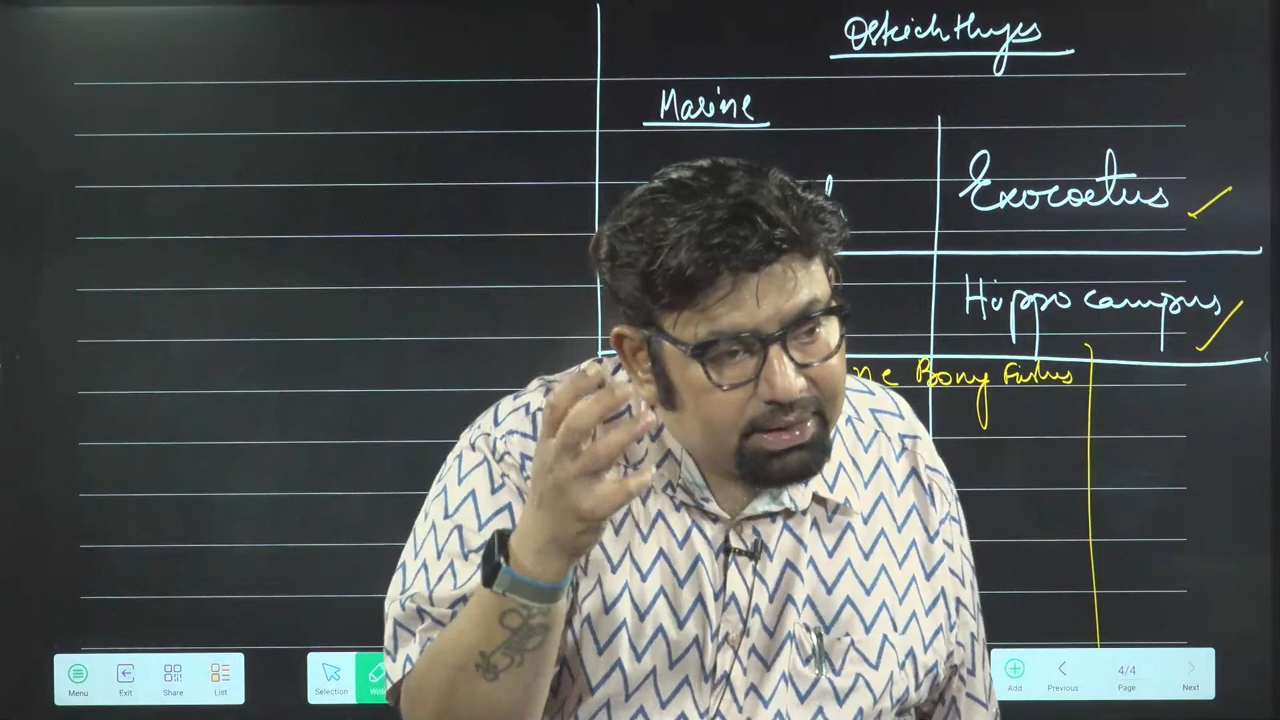 Osteichthyes
Marine
Exocoetus
Hippocampus
Bony Fishes
Menu
Exit
Share
List
Selection
Add
Previous
4/4
Page
Next